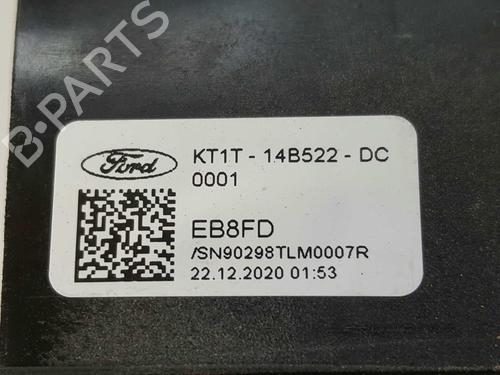 B-PARTS
Ford
KT1T - 14B522 - DC
0001
EB8FD
/SN90298TLM0007R
22.12.2020 01:53